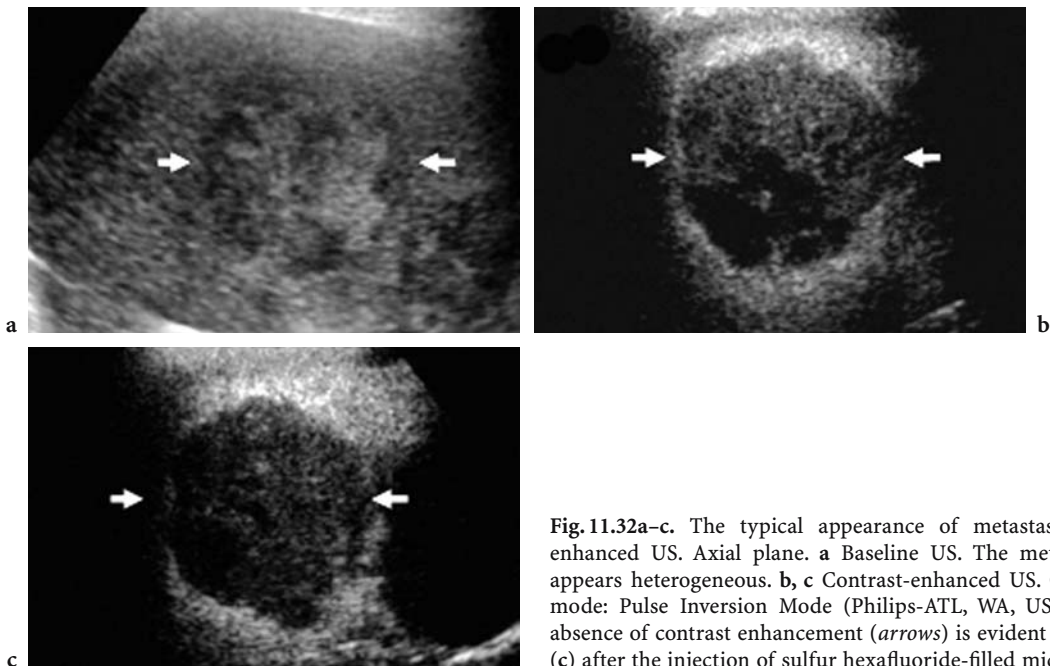 a
b
c
Fig. 11.32a–c. The typical appearance of metastas
enhanced US. Axial plane. a Baseline US. The met
appears heterogeneous. b, c Contrast-enhanced US.
mode: Pulse Inversion Mode (Philips-ATL, WA, US
absence of contrast enhancement (arrows) is evident
(c) after the injection of sulfur hexafluoride-filled mi